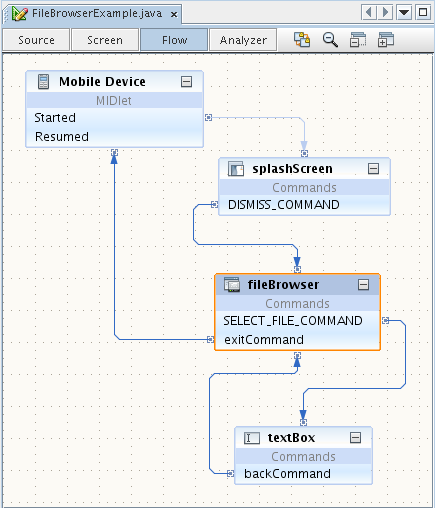 FileBrowserExample.java
Source Screen Flow Analyzer
Mobile Device
MIDlet
Started
Resumed
splashScreen
Commands
DISMISS_COMMAND
fileBrowser
Commands
SELECT_FILE_COMMAND
exitCommand
textBox
Commands
backCommand